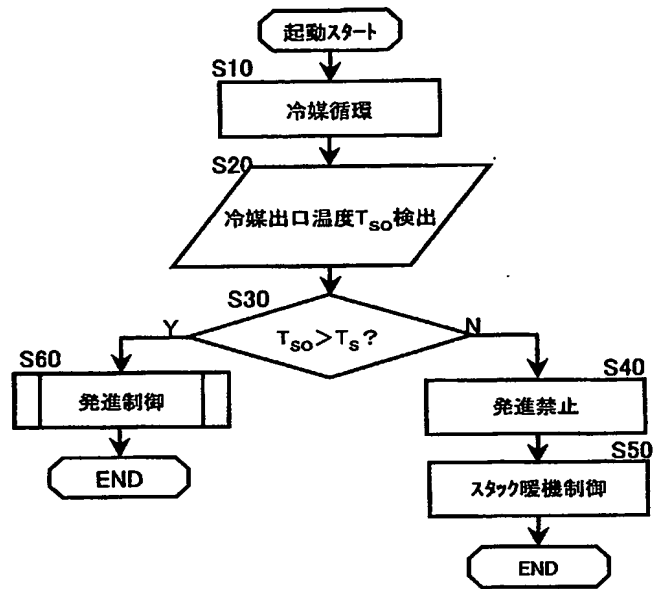 起動スタート
S10
冷媒循環
S20
冷媒出口温度Tso検出
S30
Y
Tso>Ts?
N
S60
発進制御
END
S40
発進禁止
S50
スタック暖機制御
END